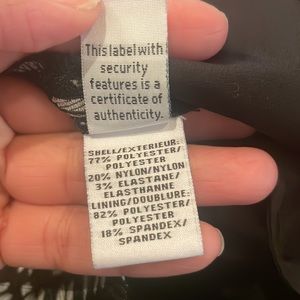 This label with
security
features is a
certificate of
authenticity.
SHELL/EXTERIEUR:
77% POLYESTER/
POLYESTER
20% NYLON/NYLON
3% ELASTANE/
ELASTHANNE
LINING/DOUBLURE:
82% POLYESTER/
POLYESTER
18% SPANDEX/
SPANDEX